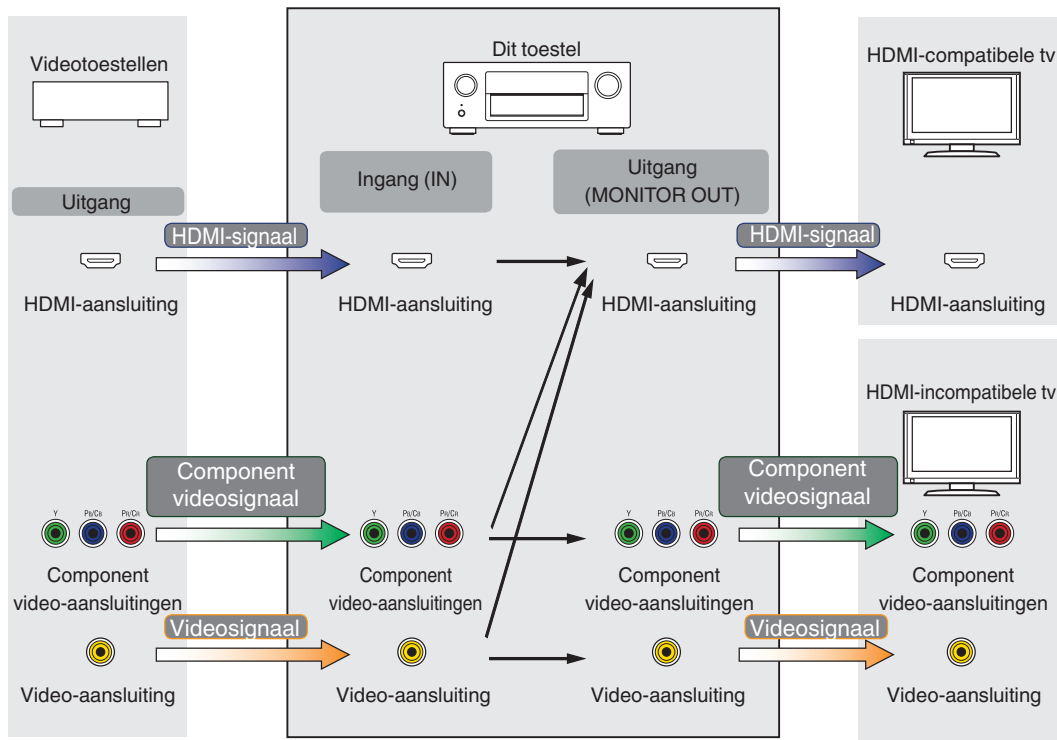 Videotoestellen
Dit toestel
HDMI-compatibele tv
Uitgang
Ingang (IN)
Uitgang
(MONITOR OUT)
HDMI-signaal
HDMI-signaal
HDMI-aansluiting
HDMI-aansluiting
HDMI-aansluiting
HDMI-aansluiting
HDMI-incompatibele tv
Component
videosignaal
Component
videosignaal
Y PB/CB PR/CR
Y PB/CB PR/CR
Y PB/CB PR/CR
Y PB/CB PR/CR
Component
video-aansluitingen
Component
video-aansluitingen
Component
video-aansluitingen
Component
video-aansluitingen
Videosignaal
Videosignaal
Video-aansluiting
Video-aansluiting
Video-aansluiting
Video-aansluiting